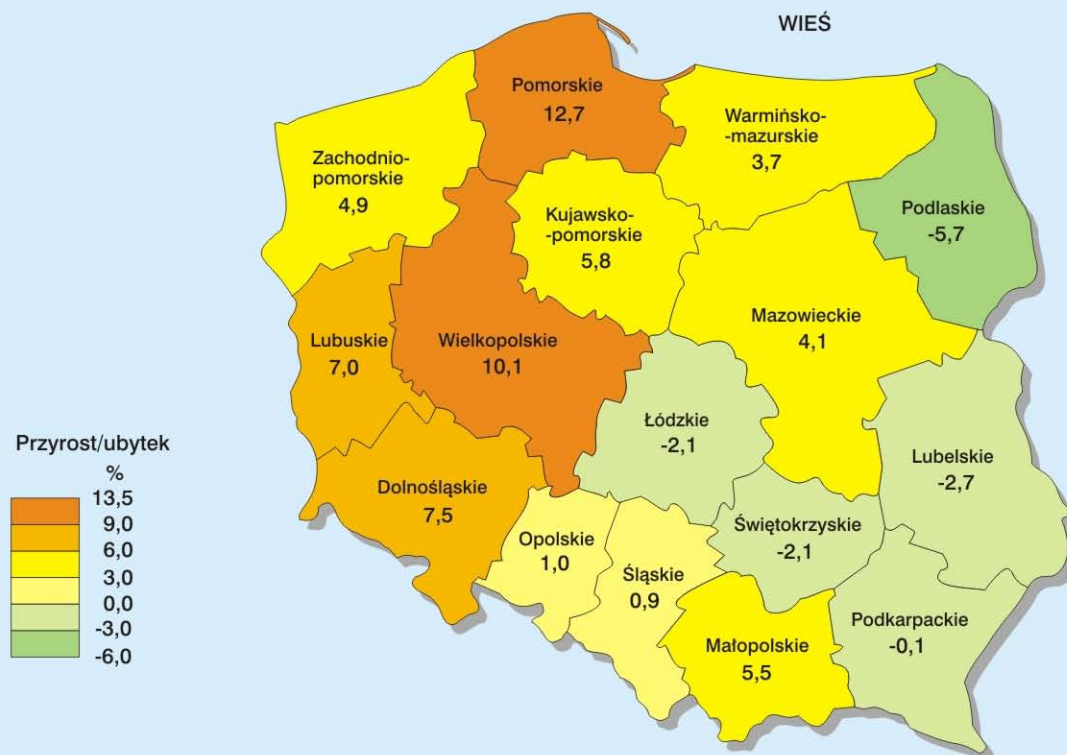 WIEŚ
Pomorskie
12,7
Warmińsko-
-mazurskie
3,7
Zachodnio-
pomorskie
4,9
Kujawsko-
-pomorskie
5,8
Podlaskie
-5,7
Mazowieckie
4,1
Lubuskie
7,0
Wielkopolskie
10,1
Łódzkie
-2,1
Lubelskie
-2,7
Dolnośląskie
7,5
Świętokrzyskie
-2,1
Opolskie
1,0
Śląskie
0,9
Podkarpackie
-0,1
Małopolskie
5,5
Przyrost/ubytek
%
13,5
9,0
6,0
3,0
0,0
-3,0
-6,0